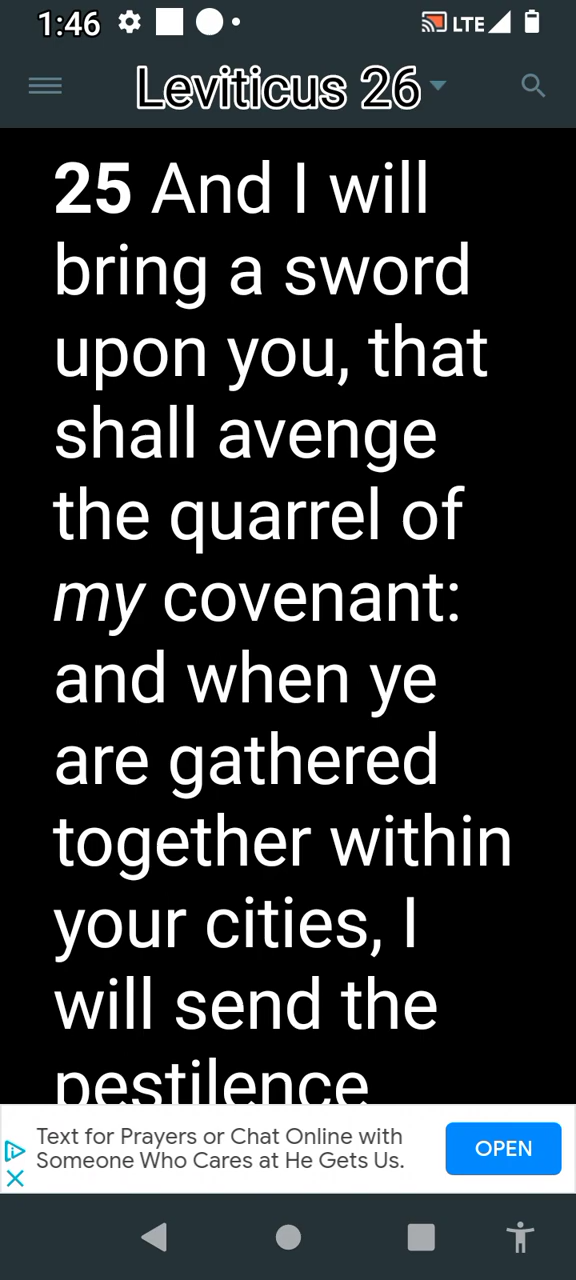 1:46
LTE
Leviticus 26
25 And I will
bring a sword
upon you, that
shall avenge
the quarrel of
my covenant:
and when ye
are gathered
together within
your cities, I
will send the
pestilence
Text for Prayers or Chat Online with
Someone Who Cares at He Gets Us.
OPEN